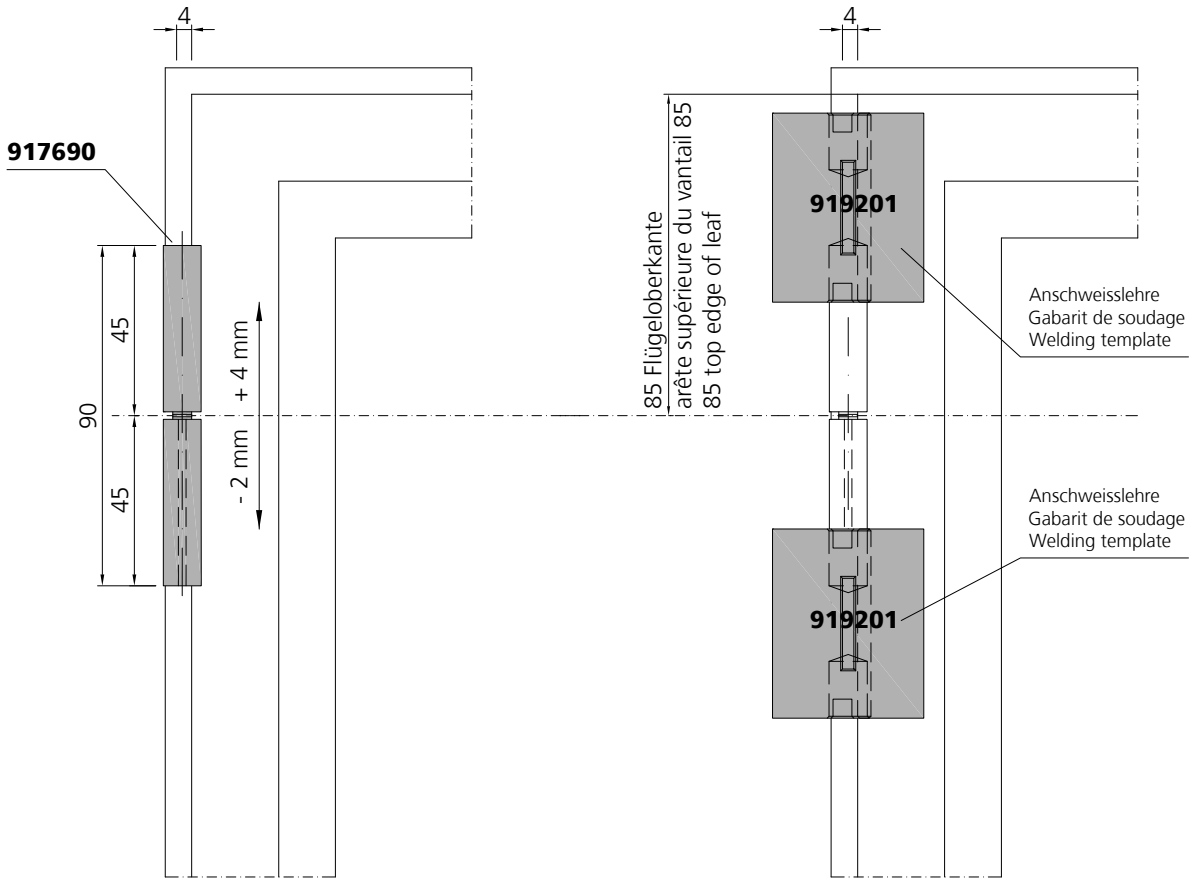 4
917690
45
90
45
+ 4 mm
- 2 mm
4
85 Flügeloberkante
arête supérieure du vantail 85
85 top edge of leaf
919201
Anschweisslehre
Gabarit de soudage
Welding template
919201
Anschweisslehre
Gabarit de soudage
Welding template